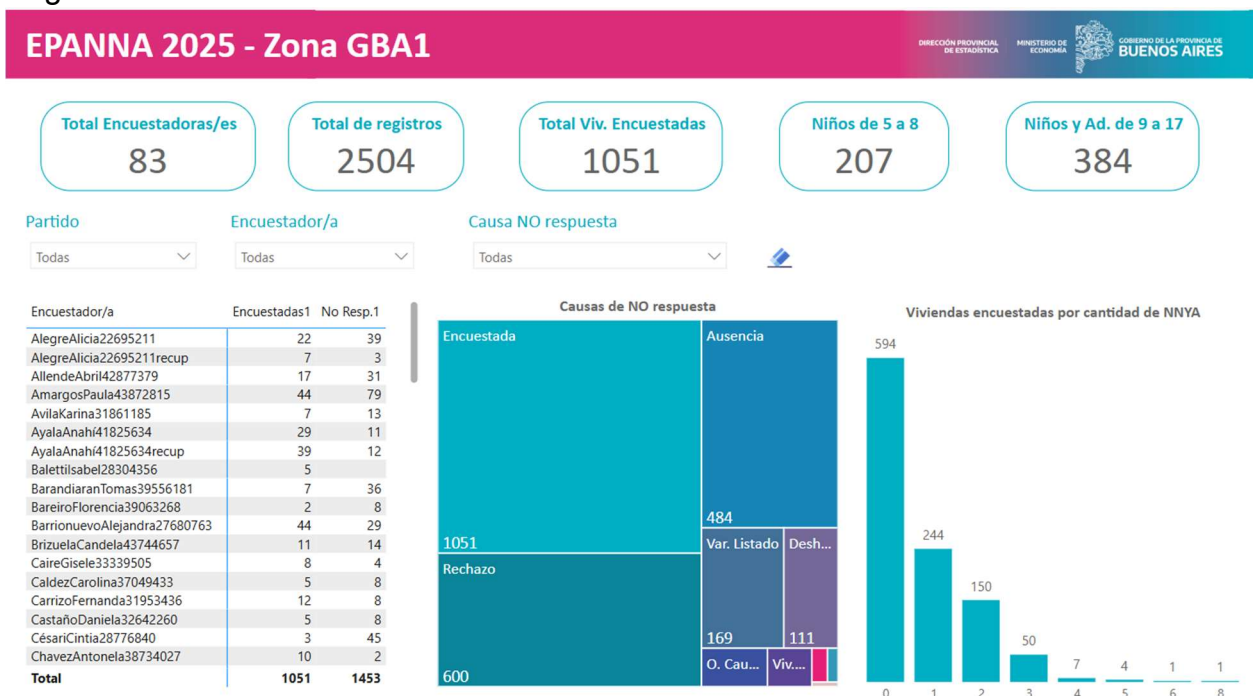 EPANNA 2025 - Zona GBA1
DIRECCIÓN PROVINCIAL
DE ESTADÍSTICA
MINISTERIO DE
ECONOMÍA
GOBIERNO DE LA PROVINCIA DE
BUENOS AIRES
Total Encuestadoras/es
83
Total de registros
2504
Total Viv. Encuestadas
1051
Niños de 5 a 8
207
Niños y Ad. de 9 a 17
384
Partido
Todas
Encuestador/a
Todas
Causa NO respuesta
Todas
Encuestador/a Encuestadas1 No Resp.1
AlegreAlicia22695211 22 39
AlegreAlicia22695211recup 7 3
AllendeAbril42877379 17 31
AmargosPaula43872815 44 79
AvilaKarina31861185 7 13
AyalaAnahí41825634 29 11
AyalaAnahí41825634recup 39 12
BalettiIsabel28304356 5
BarandiaranTomas39556181 7 36
BareiroFlorencia39063268 2 8
BarrionuevoAlejandra27680763 44 29
BrizuelaCandela43744657 11 14
CaireGisele33339505 8 4
CaldezCarolina37049433 5 8
CarrizoFernanda31953436 12 8
CastañoDaniela32642260 5 8
CésariCintia28776840 3 45
ChavezAntonela38734027 10 2
Total 1051 1453
Causas de NO respuesta
Encuestada
1051
Rechazo
600
Ausencia
484
Var. Listado
169
Desh...
111
O. Cau...
Viv....
Viviendas encuestadas por cantidad de NNYA
594
244
150
50
7
4
1
1
0 1 2 3 4 5 6 8